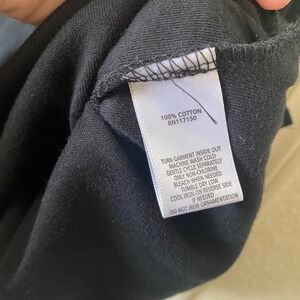 100% COTTON
RN117150
TURN GARMENT INSIDE OUT
MACHINE WASH COLD
GENTLE CYCLE SEPARATELY
ONLY NON-CHLORINE
BLEACH WHEN NEEDED
TUMBLE DRY LOW
COOL IRON ON REVERSE SIDE
IF NEEDED
DO NOT IRON ORNAMENTATION